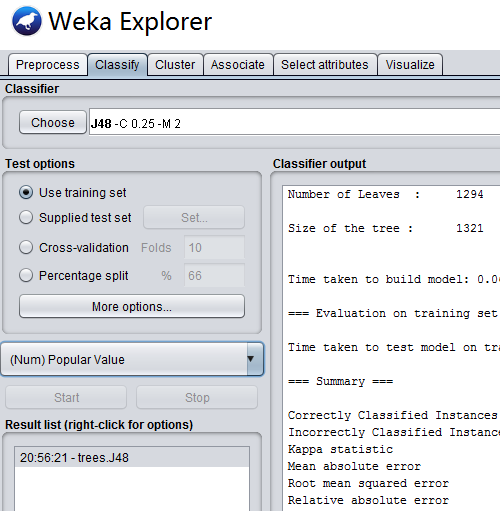 Weka Explorer
Preprocess Classify Cluster Associate Select attributes Visualize
Classifier
Choose J48 -C 0.25 -M 2
Test options
Use training set
Supplied test set Set...
Cross-validation Folds 10
Percentage split % 66
More options...
(Num) Popular Value
Start Stop
Result list (right-click for options)
20:56:21 - trees.J48
Classifier output
Number of Leaves : 1294
Size of the tree : 1321
Time taken to build model: 0.0
=== Evaluation on training set
Time taken to test model on tra
=== Summary ===
Correctly Classified Instances
Incorrectly Classified Instanc
Kappa statistic
Mean absolute error
Root mean squared error
Relative absolute error